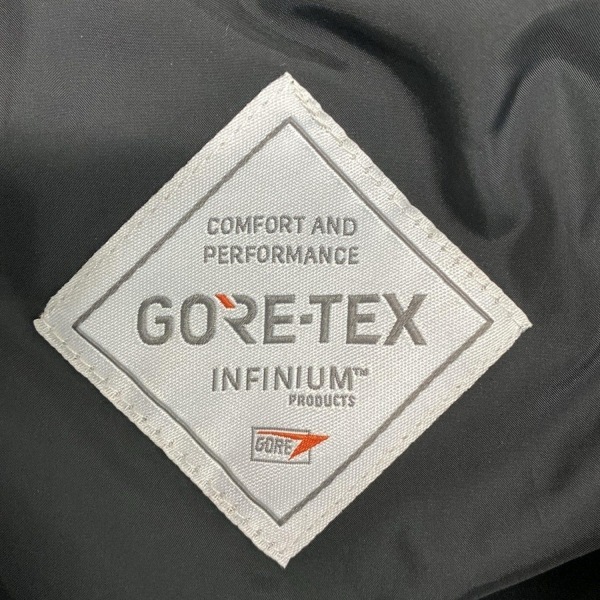 COMFORT AND
PERFORMANCE
GORE-TEX
INFINIUM™
PRODUCTS
GORE